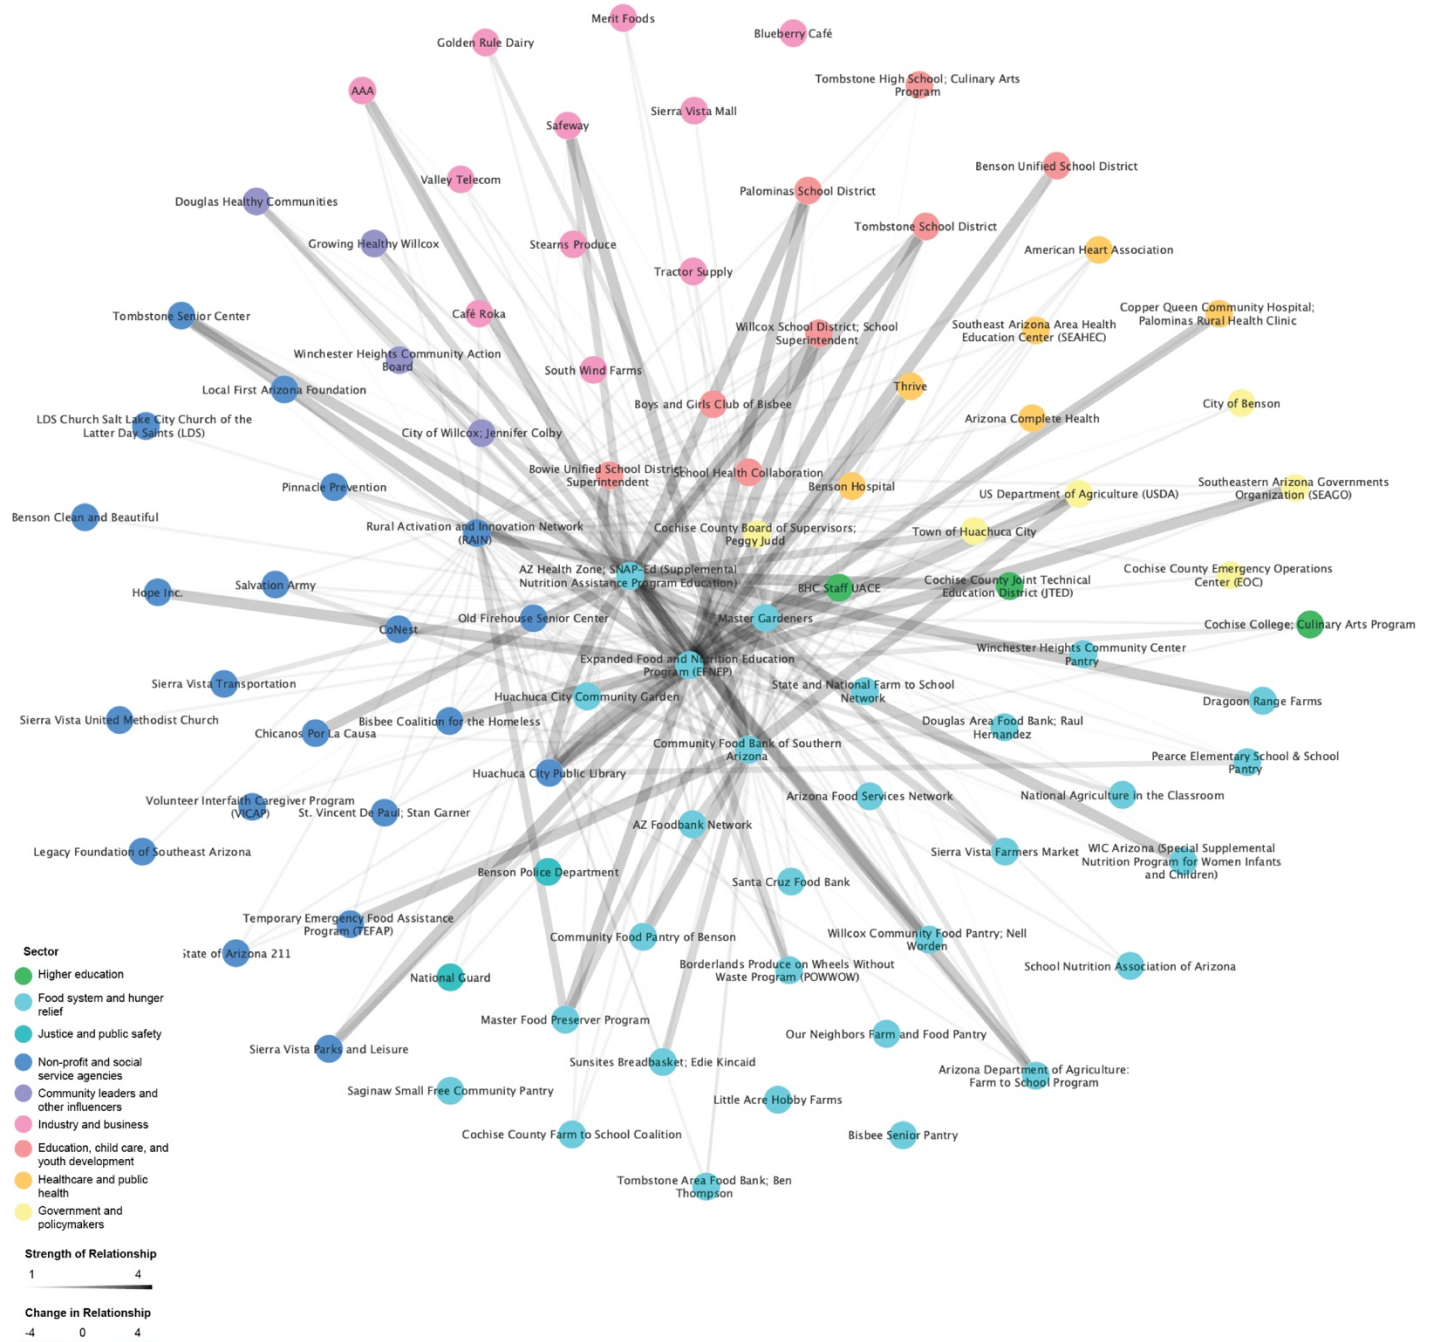 Merit Foods
Blueberry Café
Golden Rule Dairy
Tombstone High School; Culinary Arts
Program
AAA
Sierra Vista Mall
Safeway
Benson Unified School District
Valley Telecom
Palominas School District
Douglas Healthy Communities
Tombstone School District
Growing Healthy Willcox
Stearns Produce
American Heart Association
Tractor Supply
Tombstone Senior Center
Café Roka
Copper Queen Community Hospital;
Palominas Rural Health Clinic
Willcox School District; School
Superintendent
Southeast Arizona Area Health
Education Center (SEAHEC)
Winchester Heights Community Action
Board
South Wind Farms
Local First Arizona Foundation
Thrive
Boys and Girls Club of Bisbee
City of Benson
LDS Church Salt Lake City Church of the
Latter Day Saints (LDS)
Arizona Complete Health
City of Willcox; Jennifer Colby
Bowie Unified School District;
Superintendent
School Health Collaboration
Pinnacle Prevention
Benson Hospital
US Department of Agriculture (USDA)
Southeastern Arizona Governments
Organization (SEAGO)
Benson Clean and Beautiful
Rural Activation and Innovation Network
(RAIN)
Cochise County Board of Supervisors;
Peggy Judd
Town of Huachuca City
AZ Health Zone; SNAP-Ed (Supplemental
Nutrition Assistance Program Education)
Cochise County Emergency Operations
Center (EOC)
Hope Inc.
Salvation Army
BHC Staff UACE
Cochise County Joint Technical
Education District (JTED)
Old Firehouse Senior Center
Master Gardeners
CoNest
Cochise College; Culinary Arts Program
Winchester Heights Community Center
Pantry
Expanded Food and Nutrition Education
Program (EFNEP)
Sierra Vista Transportation
Huachuca City Community Garden
State and National Farm to School
Network
Dragoon Range Farms
Sierra Vista United Methodist Church
Bisbee Coalition for the Homeless
Chicanos Por La Causa
Douglas Area Food Bank; Raul
Hernandez
Community Food Bank of Southern
Arizona
Pearce Elementary School & School
Pantry
Huachuca City Public Library
Arizona Food Services Network
National Agriculture in the Classroom
Volunteer Interfaith Caregiver Program
(VICAP)
St. Vincent De Paul; Stan Garner
AZ Foodbank Network
Legacy Foundation of Southeast Arizona
Sierra Vista Farmers Market
WIC Arizona (Special Supplemental
Nutrition Program for Women Infants
and Children)
Benson Police Department
Santa Cruz Food Bank
Temporary Emergency Food Assistance
Program (TEFAP)
Community Food Pantry of Benson
Willcox Community Food Pantry; Nell
Worden
State of Arizona 211
Borderlands Produce on Wheels Without
Waste Program (POWWOW)
School Nutrition Association of Arizona
National Guard
Master Food Preserver Program
Our Neighbors Farm and Food Pantry
Sierra Vista Parks and Leisure
Sunsites Breadbasket; Edie Kincaid
Arizona Department of Agriculture:
Farm to School Program
Saginaw Small Free Community Pantry
Little Acre Hobby Farms
Cochise County Farm to School Coalition
Bisbee Senior Pantry
Tombstone Area Food Bank; Ben
Thompson
Sector
Higher education
Food system and hunger
relief
Justice and public safety
Non-profit and social
service agencies
Community leaders and
other influencers
Industry and business
Education, child care, and
youth development
Healthcare and public
health
Government and
policymakers
Strength of Relationship
1 4
Change in Relationship
-4 0 4